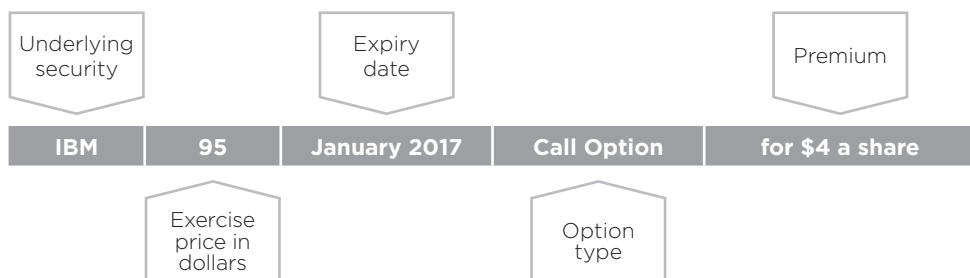 Underlying
security
Expiry
date
Premium
IBM 95 January 2017 Call Option for $4 a share
Exercise
price in
dollars
Option
type